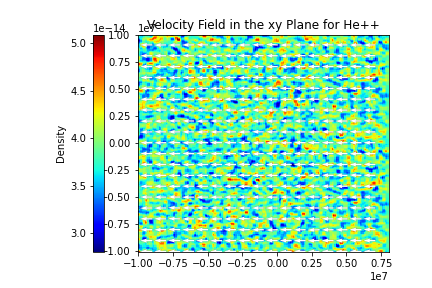 Velocity Field in the xy Plane for He++
1e−14
1e7
5.0
4.5
4.0
3.5
3.0
Density
1.00
0.75
0.50
0.25
0.00
−0.25
−0.50
−0.75
−1.00
−1.00 −0.75 −0.50 −0.25 0.00 0.25 0.50 0.75
1e7